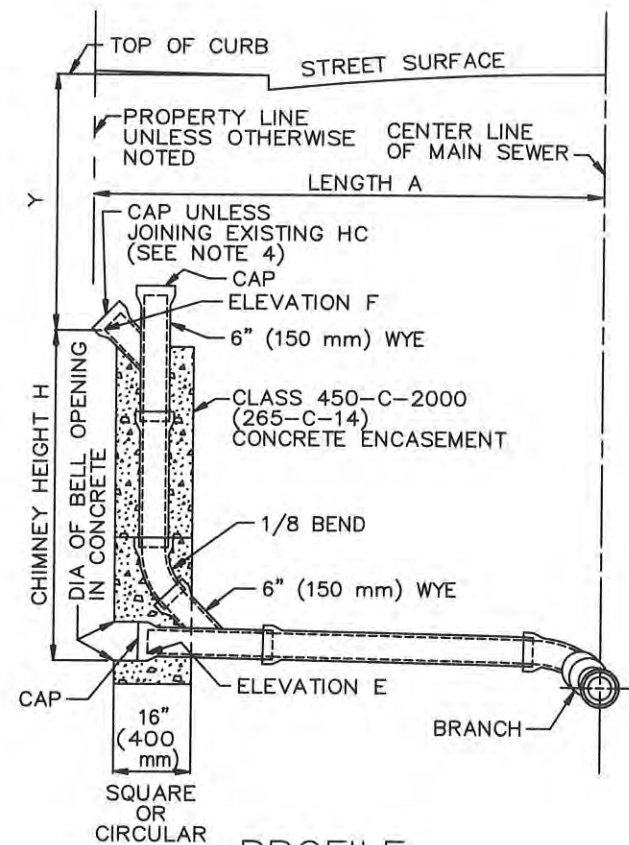 TOP OF CURB
STREET SURFACE
PROPERTY LINE
UNLESS OTHERWISE
NOTED
CENTER LINE
OF MAIN SEWER
LENGTH A
Y
CAP UNLESS
JOINING EXISTING HC
(SEE NOTE 4)
CAP
ELEVATION F
6" (150 mm) WYE
CLASS 450-C-2000
(265-C-14)
CONCRETE ENCASEMENT
CHIMNEY HEIGHT H
DIA OF BELL OPENING
IN CONCRETE
1/8 BEND
6" (150 mm) WYE
ELEVATION E
CAP
BRANCH
16"
(400
mm)
SQUARE
OR
CIRCULAR
PROFILE